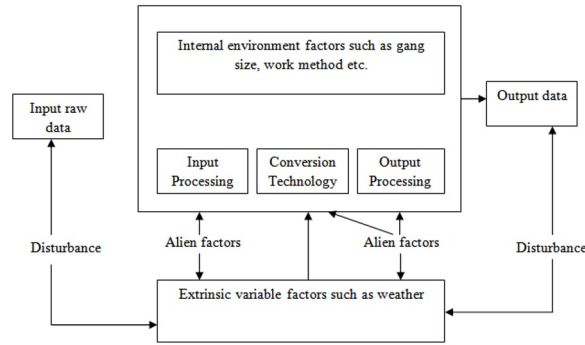 Internal environment factors such as gang
size, work method etc.
Input raw
data
Output data
Input
Processing
Conversion
Technology
Output
Processing
Alien factors
Alien factors
Disturbance
Disturbance
Extrinsic variable factors such as weather